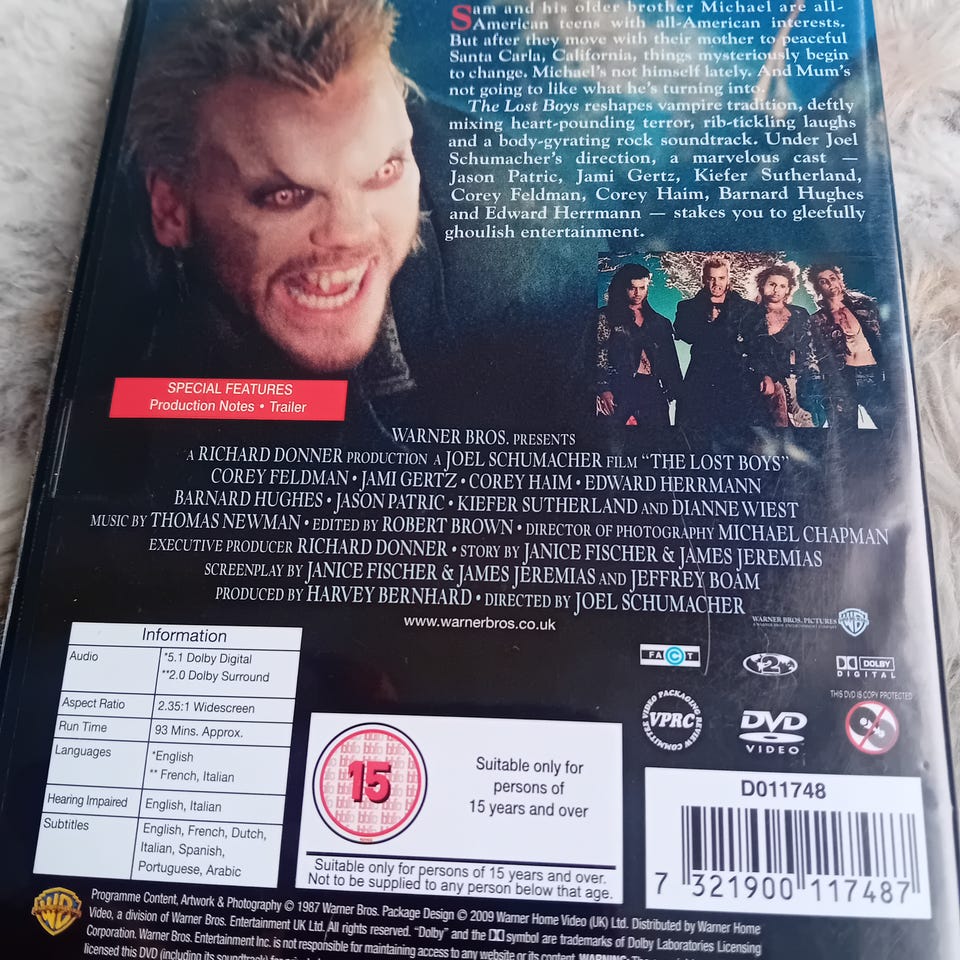 Sam and his older brother Michael are all-
American teens with all-American interests.
But after they move with their mother to peaceful
Santa Carla, California, things mysteriously begin
to change. Michael's not himself lately. And Mum's
not going to like what he's turning into.
The Lost Boys reshapes vampire tradition, deftly
mixing heart-pounding terror, rib-tickling laughs
and a body-gyrating rock soundtrack. Under Joel
Schumacher's direction, a marvelous cast —
Jason Patric, Jami Gertz, Kiefer Sutherland,
Corey Feldman, Corey Haim, Barnard Hughes
and Edward Herrmann — stakes you to gleefully
ghoulish entertainment.
SPECIAL FEATURES
Production Notes • Trailer
WARNER BROS. PRESENTS
A RICHARD DONNER PRODUCTION A JOEL SCHUMACHER FILM "THE LOST BOYS"
COREY FELDMAN • JAMI GERTZ • COREY HAIM • EDWARD HERRMANN
BARNARD HUGHES • JASON PATRIC • KIEFER SUTHERLAND AND DIANNE WIEST
MUSIC BY THOMAS NEWMAN • EDITED BY ROBERT BROWN • DIRECTOR OF PHOTOGRAPHY MICHAEL CHAPMAN
EXECUTIVE PRODUCER RICHARD DONNER • STORY BY JANICE FISCHER & JAMES JEREMIAS
SCREENPLAY BY JANICE FISCHER & JAMES JEREMIAS AND JEFFREY BOAM
PRODUCED BY HARVEY BERNHARD • DIRECTED BY JOEL SCHUMACHER
www.warnerbros.co.uk
WARNER BROS. PICTURES
Information
Audio
*5.1 Dolby Digital
**2.0 Dolby Surround
Aspect Ratio
2.35:1 Widescreen
Run Time
93 Mins. Approx.
Languages
*English
** French, Italian
Hearing Impaired
English, Italian
Subtitles
English, French, Dutch,
Italian, Spanish,
Portuguese, Arabic
bbfc
15
Suitable only for
persons of
15 years and over
Suitable only for persons of 15 years and over.
Not to be supplied to any person below that age.
FACT
2
DOLBY
DIGITAL
VIDEO PACKAGING REVIEW COMMITTEE
VPRC
DVD
VIDEO
THIS DVD IS COPY PROTECTED
D011748
7 321900 117487
WB
Programme Content, Artwork & Photography © 1987 Warner Bros. Package Design © 2009 Warner Home Video (UK) Ltd. Distributed by Warner Home
Video, a division of Warner Bros. Entertainment UK Ltd. All rights reserved. "Dolby" and the symbol are trademarks of Dolby Laboratories Licensing
Corporation. Warner Bros. Entertainment Inc. is not responsible for maintaining access to any website or its content. WARNING:
licensed this DVD (including its soundtrack)